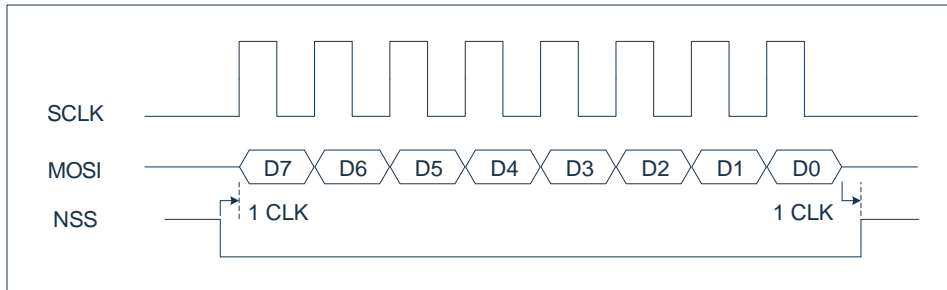 SCLK
MOSI D7 D6 D5 D4 D3 D2 D1 D0
1 CLK 1 CLK
NSS